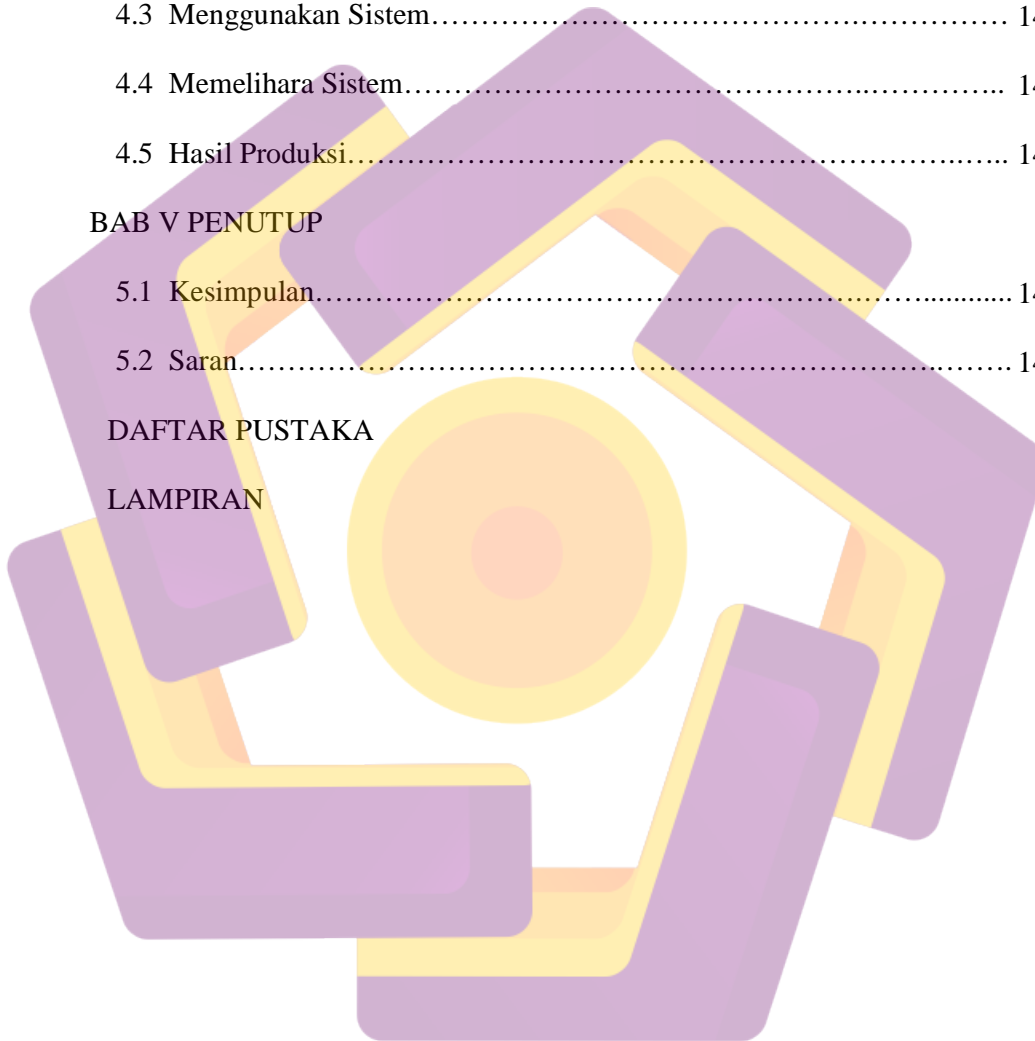 4.3 Menggunakan Sistem…………………………………….……………… 14
4.4 Memelihara Sistem…………………………………………..………….. 14
4.5 Hasil Produksi………………………………………………………….….. 14
BAB V PENUTUP
5.1 Kesimpulan………………………………………………………........... 14
5.2 Saran…………………………………………………………………..……. 14
DAFTAR PUSTAKA
LAMPIRAN